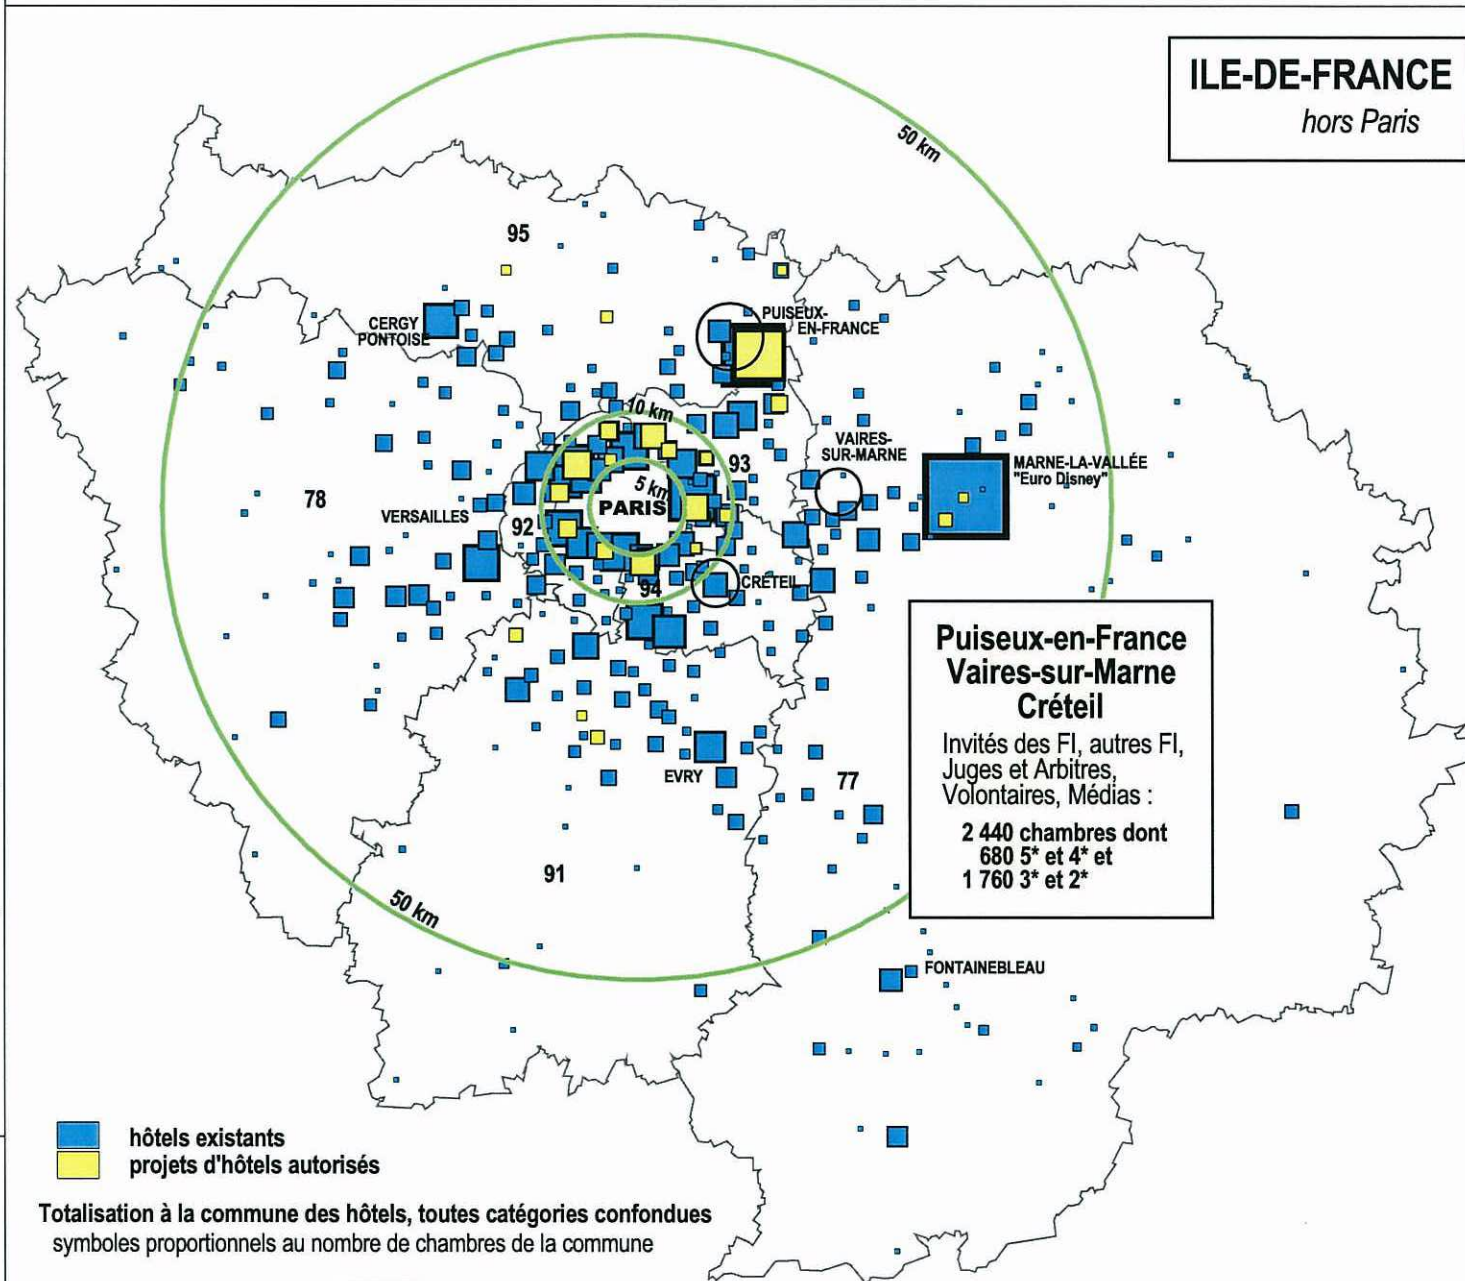 ILE-DE-FRANCE
hors Paris
50 km
95
CERGY
PONTOISE
PUISEUX-
EN-FRANCE
10 km
VAIRES-
SUR-MARNE
MARNE-LA-VALLÉE
"Euro Disney"
93
5 km
PARIS
78
VERSAILLES
92
CRÉTEIL
94
Puiseux-en-France
Vaires-sur-Marne
Créteil
Invités des FI, autres FI,
Juges et Arbitres,
Volontaires, Médias :
2 440 chambres dont
680 5* et 4* et
1 760 3* et 2*
EVRY
77
91
50 km
FONTAINEBLEAU
hôtels existants
projets d'hôtels autorisés
Totalisation à la commune des hôtels, toutes catégories confondues
symboles proportionnels au nombre de chambres de la commune